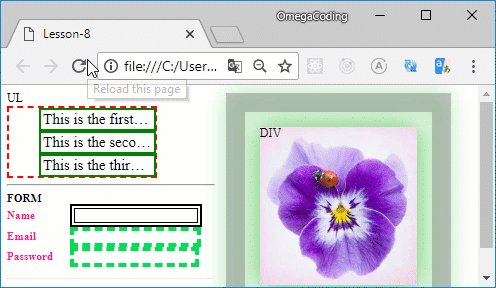 OmegaCoding
Lesson-8
file:///C:/User...
Reload this page
UL
This is the first…
This is the seco…
This is the thir…
DIV
FORM
Name
Email
Password